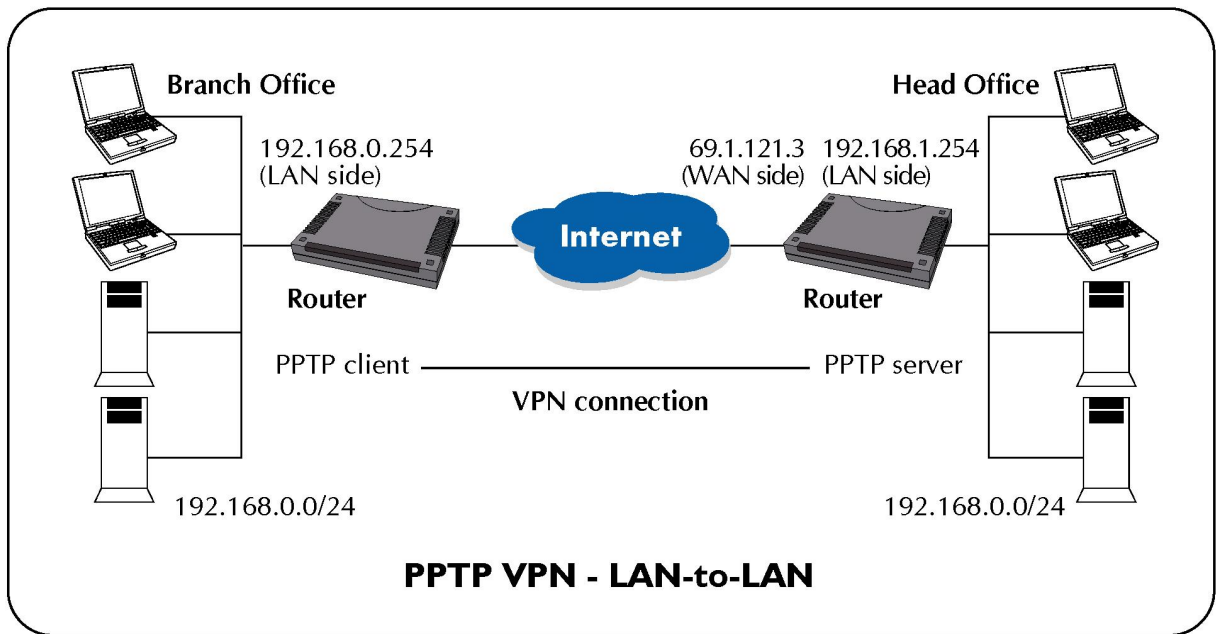 Branch Office
Head Office
192.168.0.254
(LAN side)
69.1.121.3
(WAN side)
192.168.1.254
(LAN side)
Internet
Router
Router
PPTP client
PPTP server
VPN connection
192.168.0.0/24
192.168.0.0/24
PPTP VPN - LAN-to-LAN